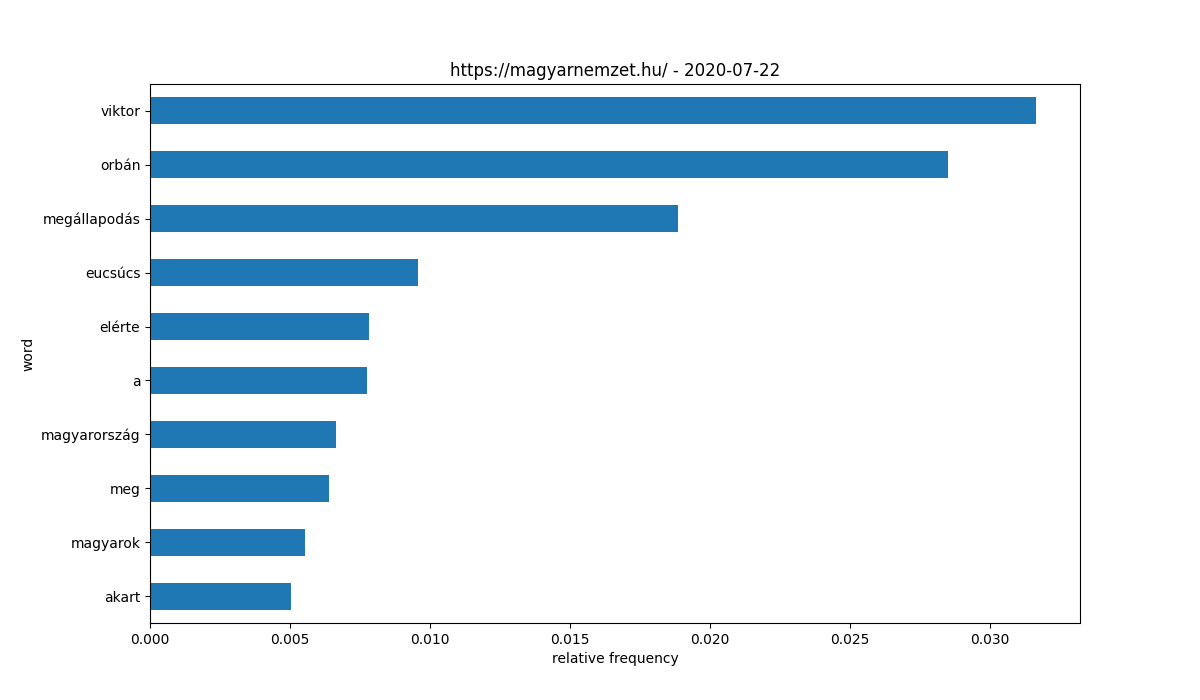 https://magyarnemzet.hu/ - 2020-07-22
viktor
orbán
megállapodás
eucsúcs
elérte
a
magyarország
meg
magyarok
akart
word
0.000 0.005 0.010 0.015 0.020 0.025 0.030
relative frequency